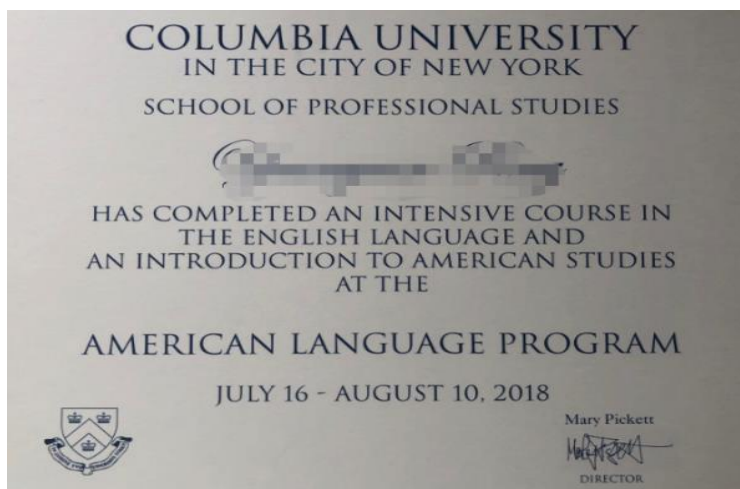 COLUMBIA UNIVERSITY
IN THE CITY OF NEW YORK
SCHOOL OF PROFESSIONAL STUDIES
HAS COMPLETED AN INTENSIVE COURSE IN
THE ENGLISH LANGUAGE AND
AN INTRODUCTION TO AMERICAN STUDIES
AT THE
AMERICAN LANGUAGE PROGRAM
JULY 16 - AUGUST 10, 2018
Mary Pickett
DIRECTOR